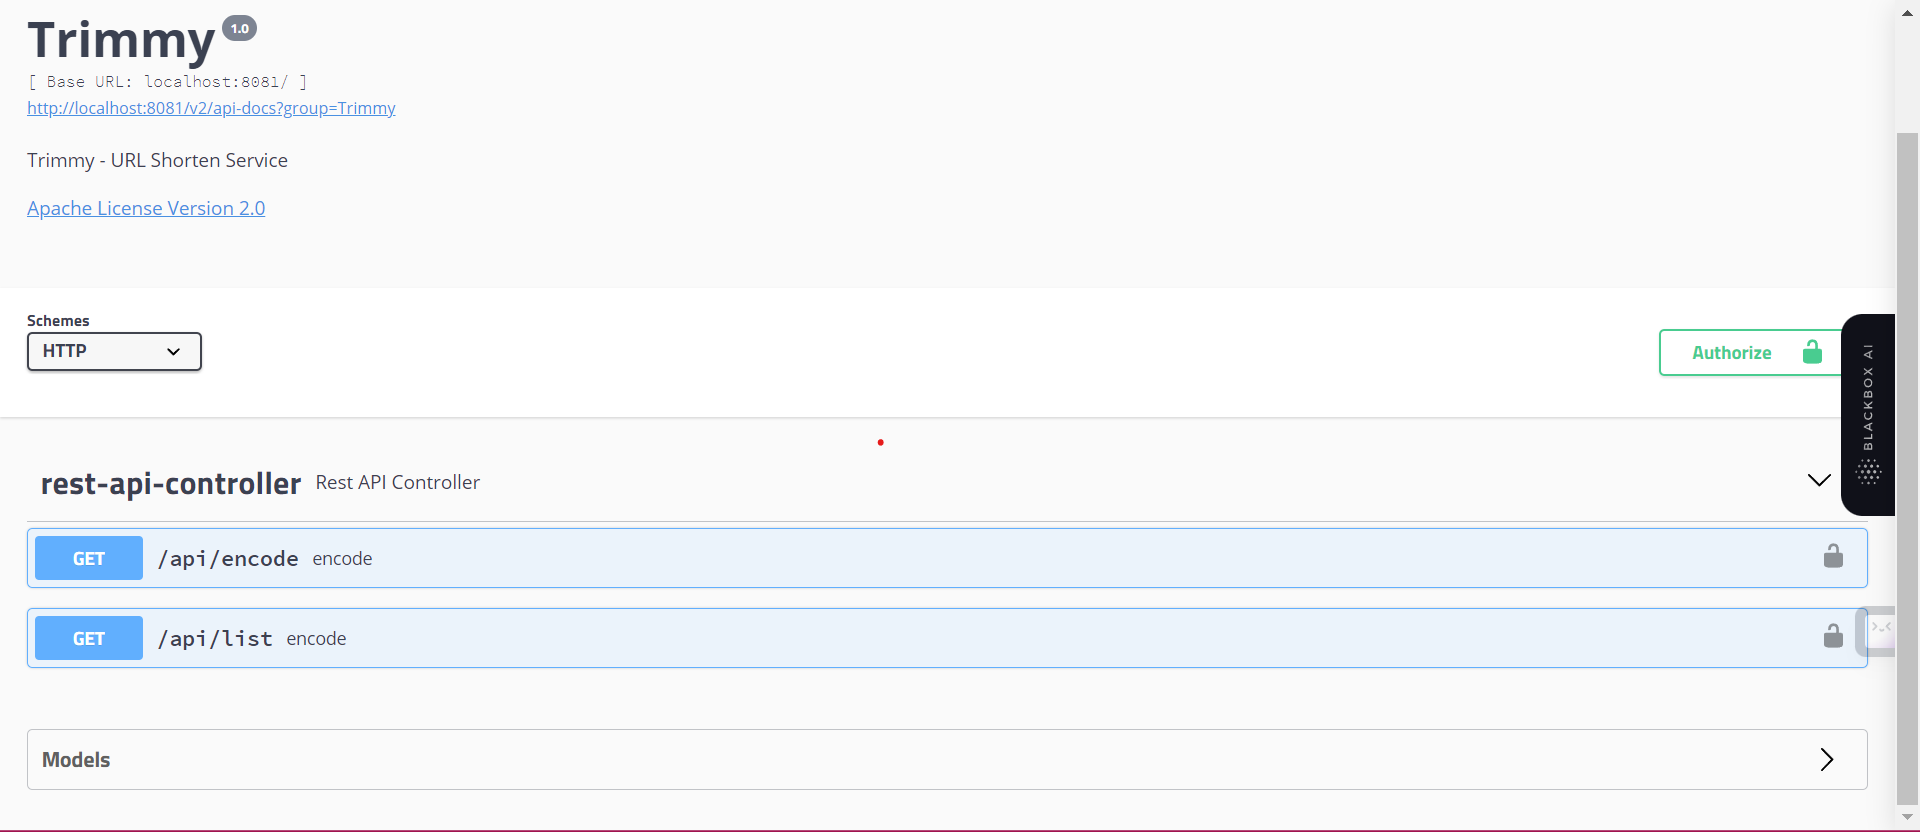 Trimmy 1.0
[ Base URL: localhost:8081/ ]
http://localhost:8081/v2/api-docs?group=Trimmy
Trimmy - URL Shorten Service
Apache License Version 2.0
Schemes
HTTP
Authorize
BLACKBOX AI
rest-api-controller Rest API Controller
GET /api/encode encode
GET /api/list encode
Models